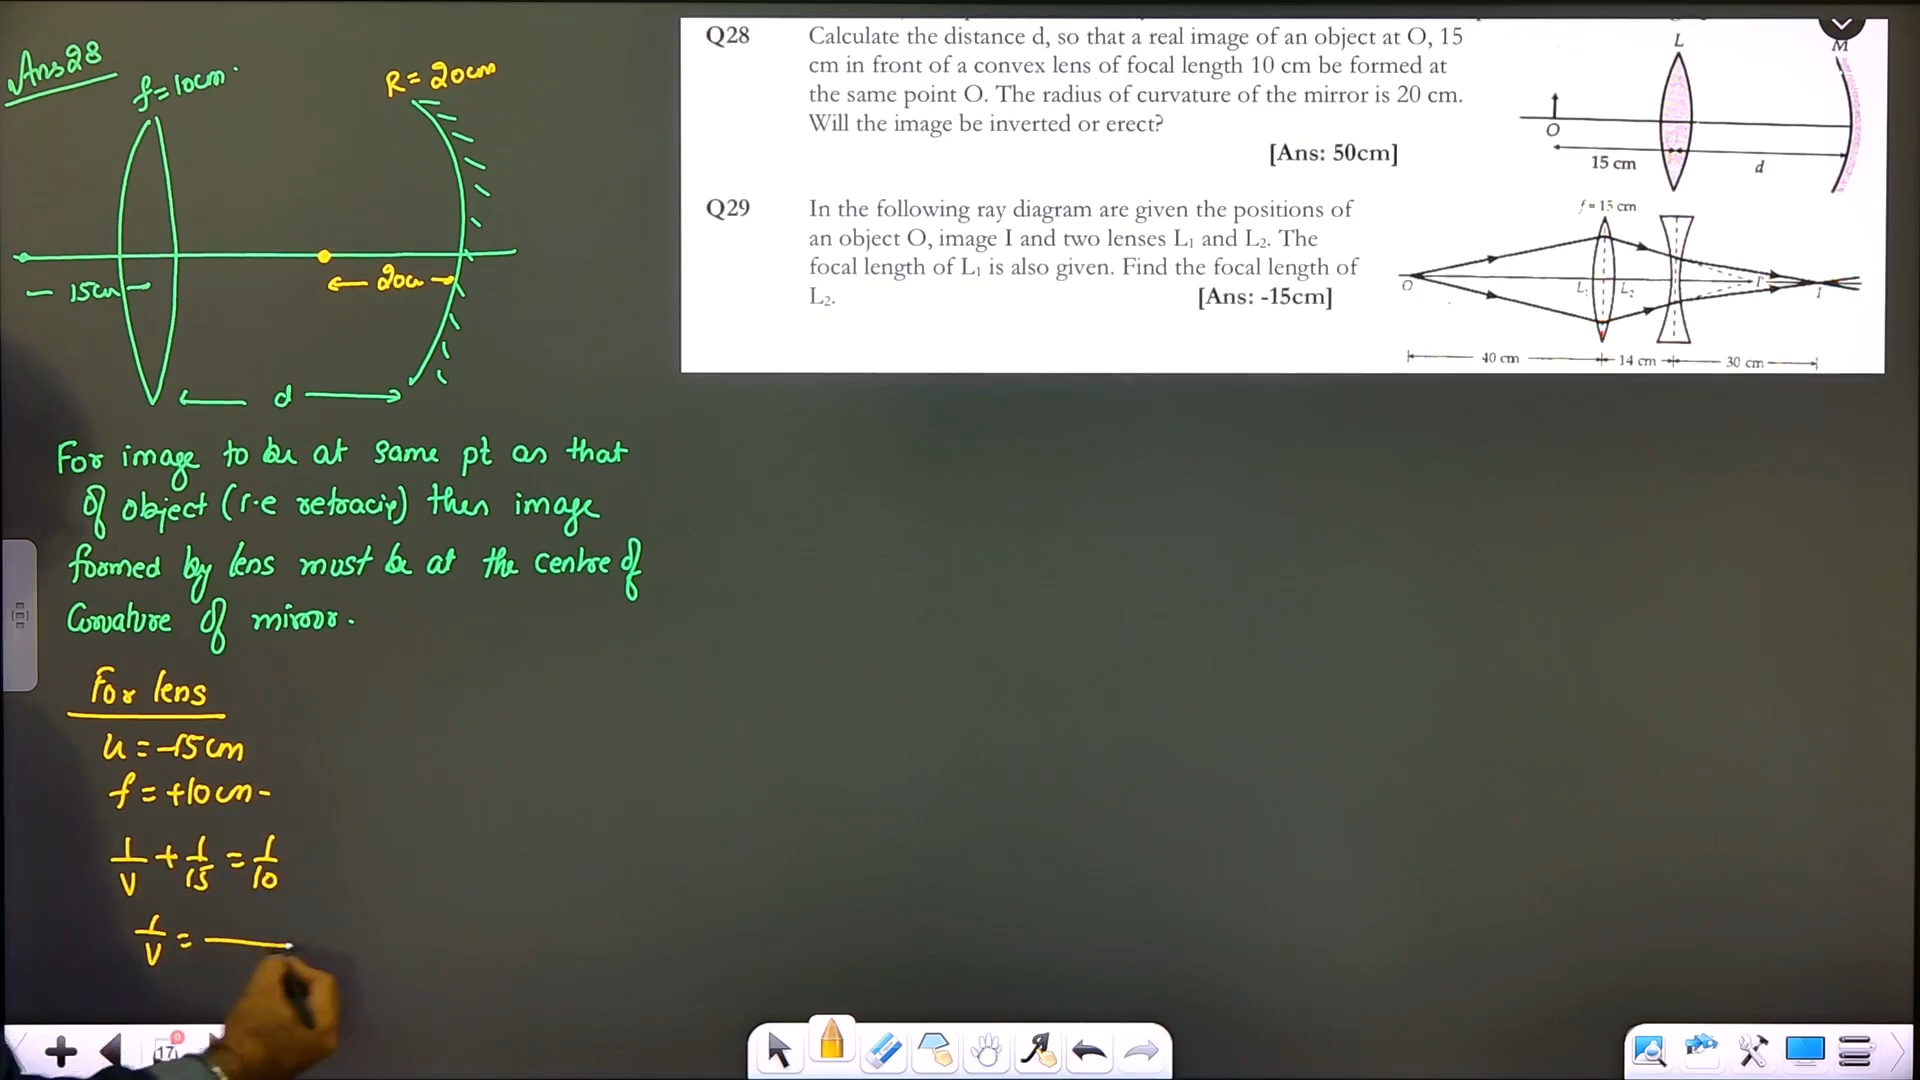 Ans 28
f = 10cm.
R = 20cm
15cm
20cm
d
For image to be at same pt as that
of object (i.e retracip) then image
formed by lens must be at the centre of
Curvature of mirror.
For lens
u = -15cm
f = +10cm-
1/V + 1/15 = 1/10
1/V =
Q28 Calculate the distance d, so that a real image of an object at O, 15
cm in front of a convex lens of focal length 10 cm be formed at
the same point O. The radius of curvature of the mirror is 20 cm.
Will the image be inverted or erect?
[Ans: 50cm]
L
M
O
15 cm
d
Q29 In the following ray diagram are given the positions of
an object O, image I and two lenses L₁ and L₂. The
focal length of L₁ is also given. Find the focal length of
L₂. [Ans: -15cm]
f = 15 cm
O
L₁
L₂
I'
I
40 cm
14 cm
30 cm
17
0